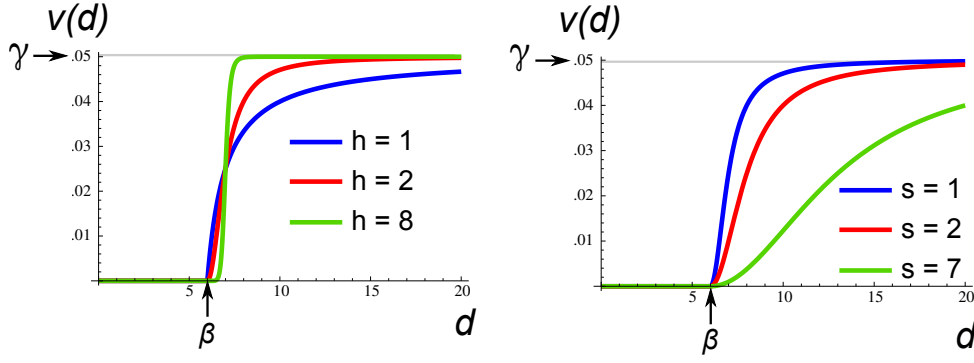 v(d)
γ
.05
.04
.03
.02
.01
h = 1
h = 2
h = 8
5
10
15
20
β
d
v(d)
γ
.05
.04
.03
.02
.01
s = 1
s = 2
s = 7
5
10
15
20
β
d